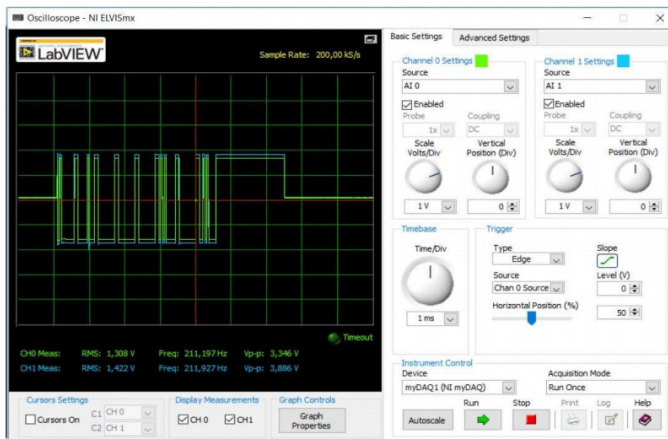 Oscilloscope - NI ELVISmx
LabVIEW
Sample Rate: 200,00 kS/s
Timeout
CH0 Meas: RMS: 1,308 V Freq: 211,197 Hz Vp-p: 3,346 V
CH1 Meas: RMS: 1,422 V Freq: 211,927 Hz Vp-p: 3,886 V
Cursors Settings
Cursors On
C1 CH 0
C2 CH 1
Display Measurements
CH 0
CH1
Graph Controls
Graph
Properties
Basic Settings
Advanced Settings
Channel 0 Settings
Source
AI 0
Enabled
Probe
Coupling
1x
DC
Scale
Volts/Div
Vertical
Position (Div)
1 V
0
Channel 1 Settings
Source
AI 1
Enabled
Probe
Coupling
1x
DC
Scale
Volts/Div
Vertical
Position (Div)
1 V
0
Timebase
Time/Div
1 ms
Trigger
Type
Edge
Slope
Source
Chan 0 Source
Level (V)
0
Horizontal Position (%)
50
Instrument Control
Device
myDAQ1 (NI myDAQ)
Acquisition Mode
Run Once
Run Stop Print Log Help
Autoscale